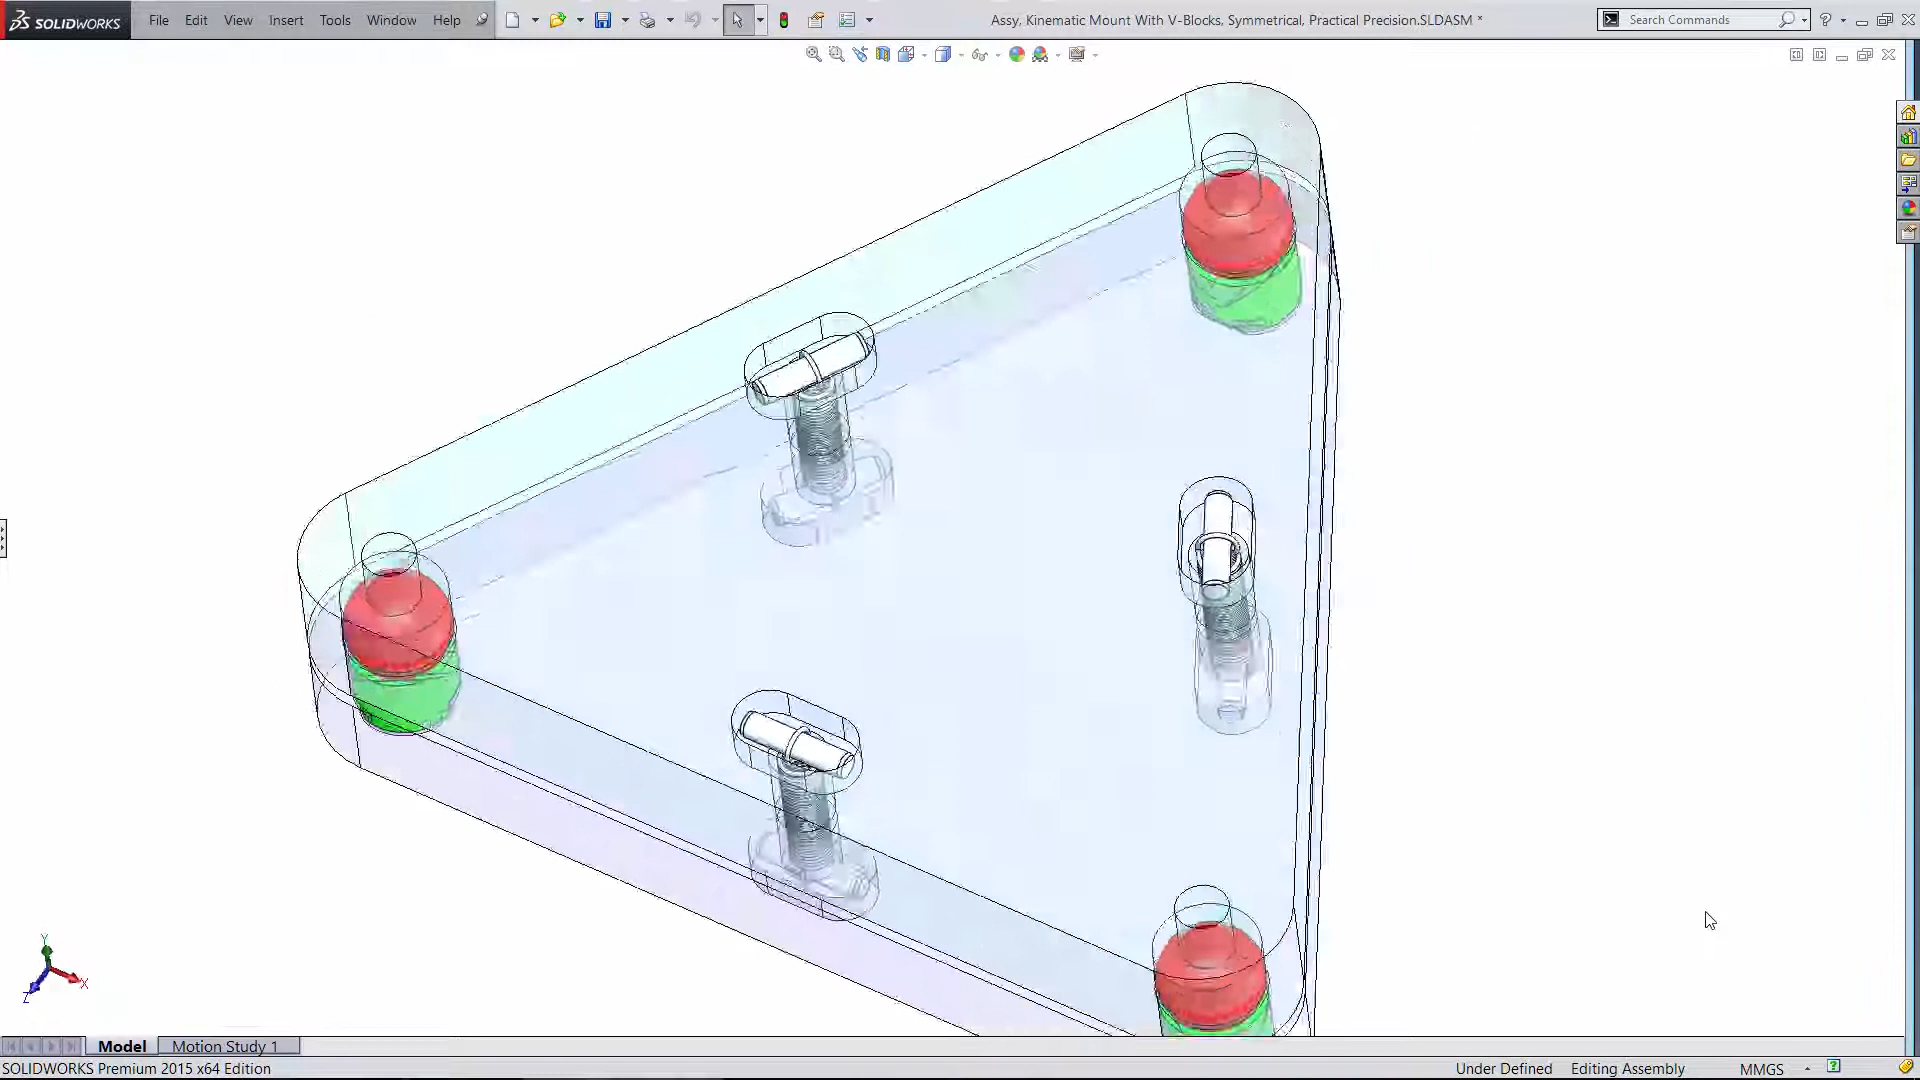 SOLIDWORKS File Edit View Insert Tools Window Help Assy, Kinematic Mount With V-Blocks, Symmetrical, Practical Precision.SLDASM * Search Commands ?
Y
X
Z
Model Motion Study 1
SOLIDWORKS Premium 2015 x64 Edition Under Defined Editing Assembly MMGS ?